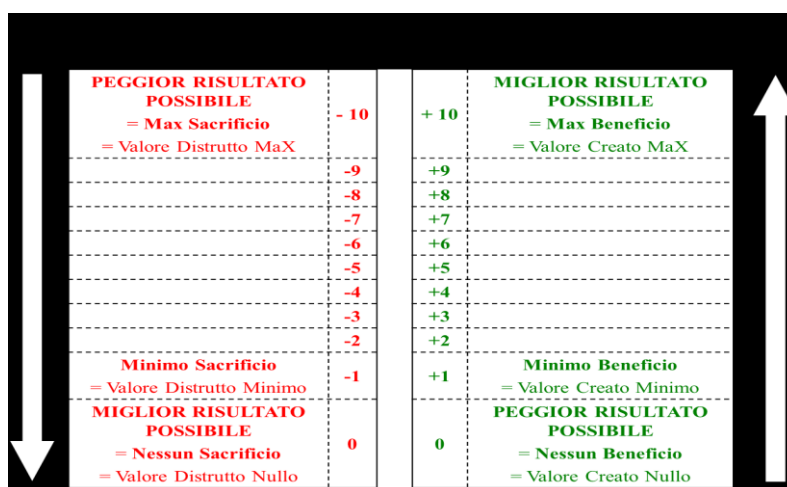 PEGGIOR RISULTATO
POSSIBILE
= Max Sacrificio
= Valore Distrutto MaX
- 10
+ 10
MIGLIOR RISULTATO
POSSIBILE
= Max Beneficio
= Valore Creato MaX
-9
+9
-8
+8
-7
+7
-6
+6
-5
+5
-4
+4
-3
+3
-2
+2
Minimo Sacrificio
= Valore Distrutto Minimo
-1
+1
Minimo Beneficio
= Valore Creato Minimo
MIGLIOR RISULTATO
POSSIBILE
= Nessun Sacrificio
= Valore Distrutto Nullo
0
0
PEGGIOR RISULTATO
POSSIBILE
= Nessun Beneficio
= Valore Creato Nullo